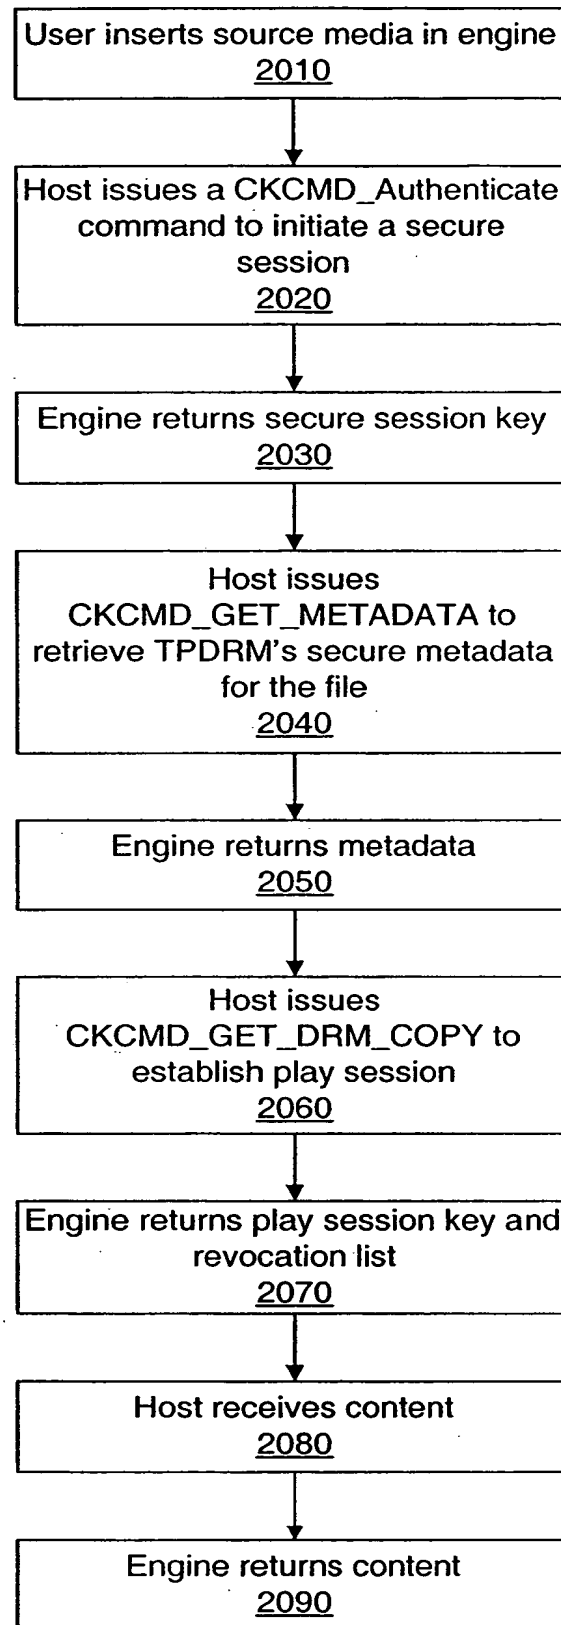 User inserts source media in engine
2010
Host issues a CKCMD_Authenticate
command to initiate a secure
session
2020
Engine returns secure session key
2030
Host issues
CKCMD_GET_METADATA to
retrieve TPDRM's secure metadata
for the file
2040
Engine returns metadata
2050
Host issues
CKCMD_GET_DRM_COPY to
establish play session
2060
Engine returns play session key and
revocation list
2070
Host receives content
2080
Engine returns content
2090